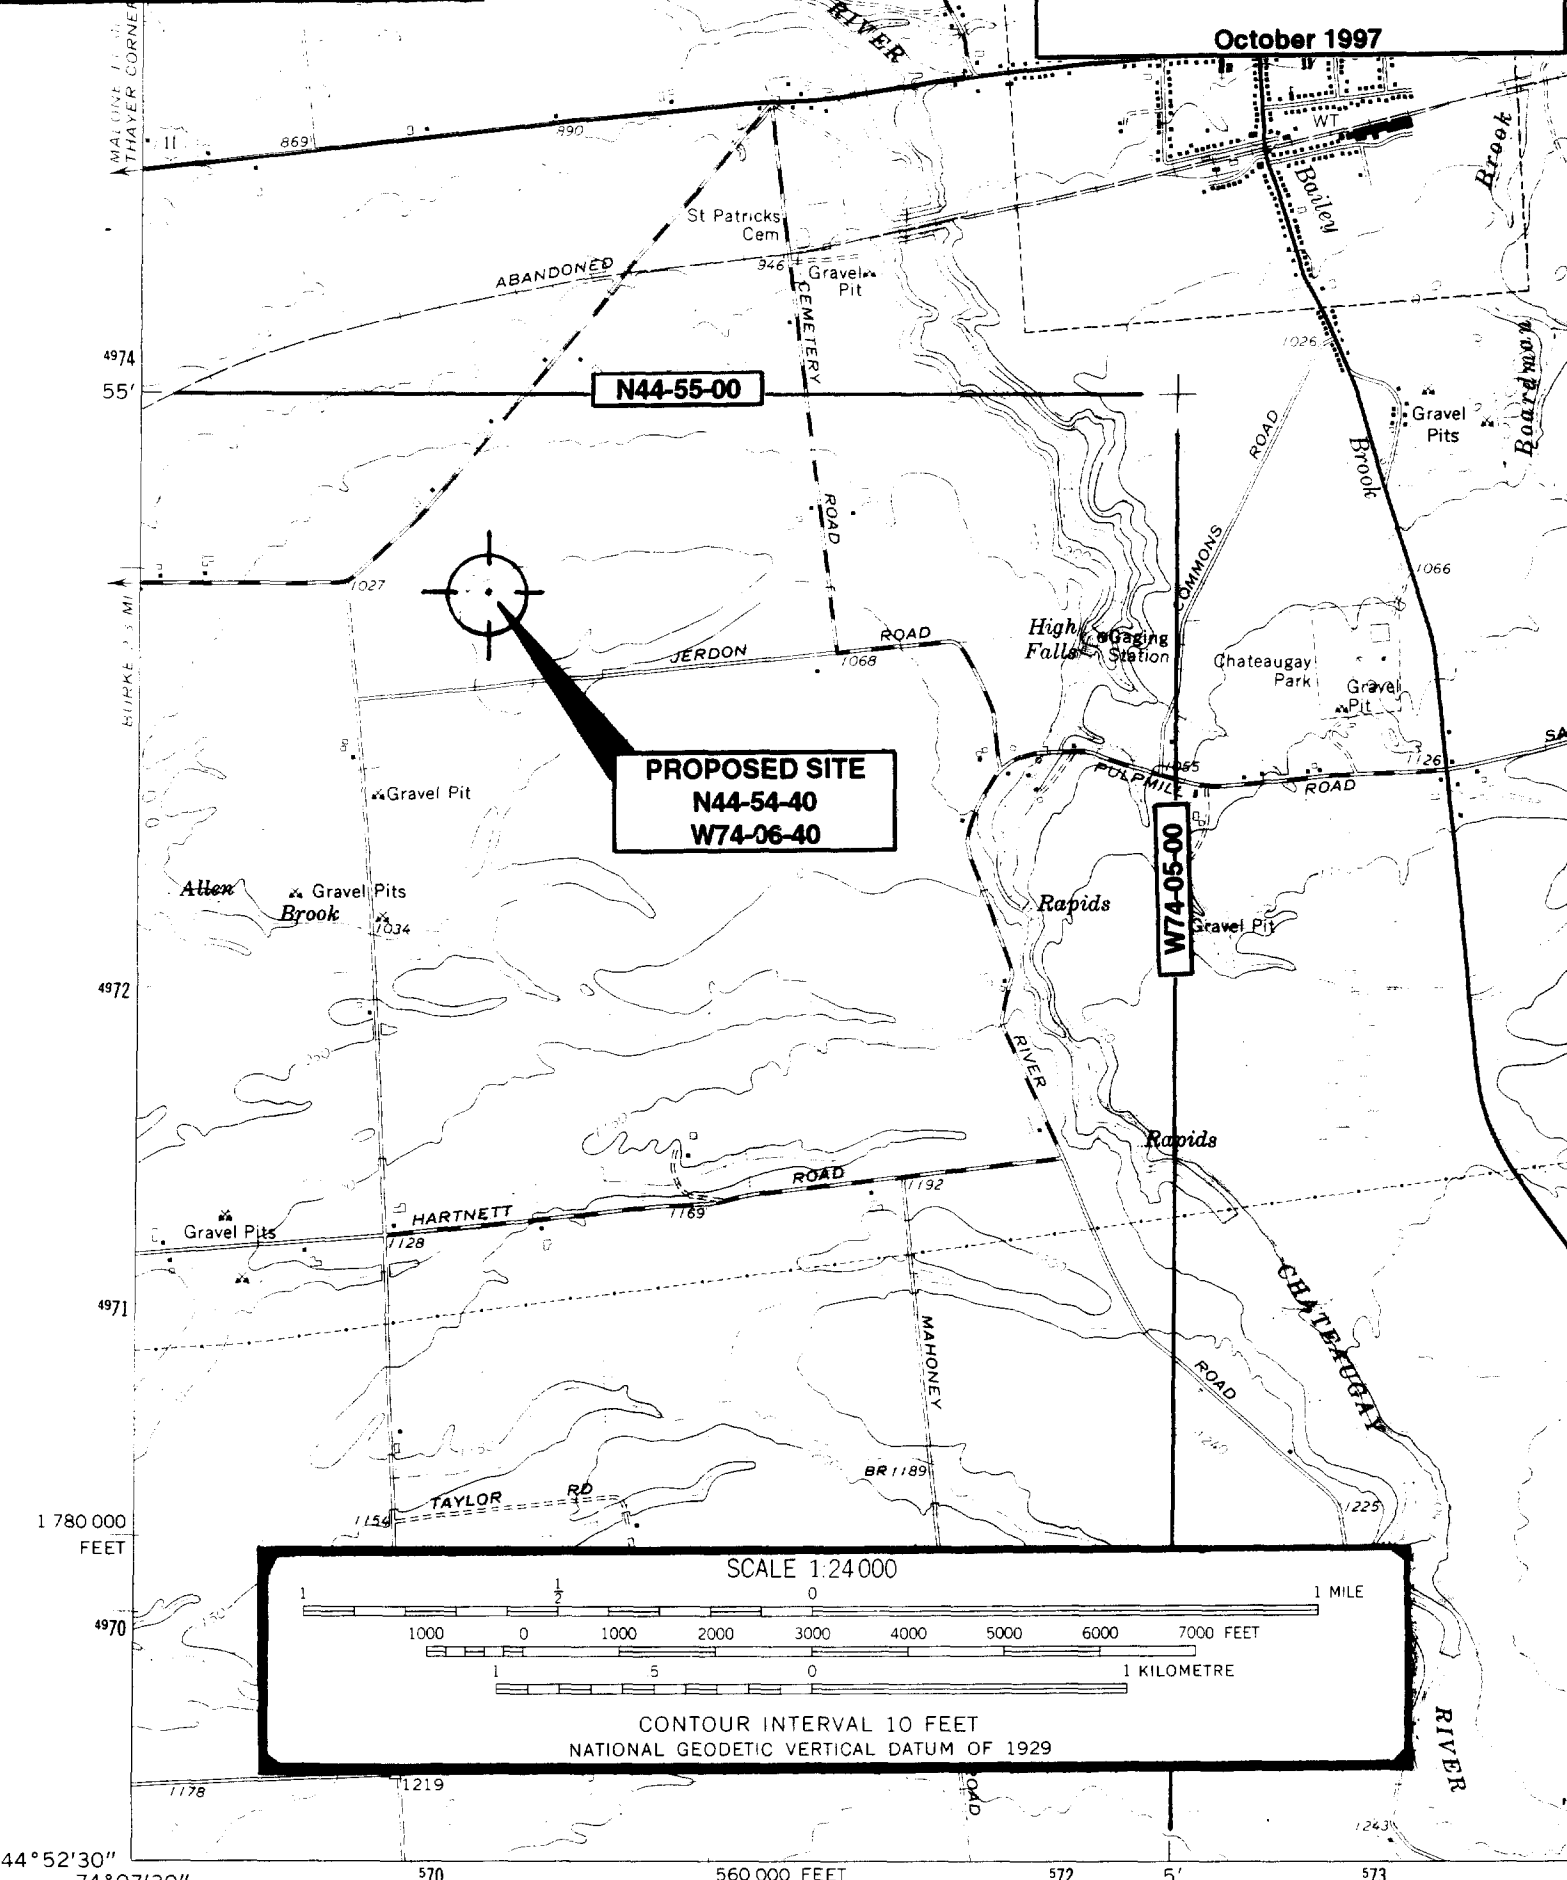 RIVER
October 1997
THAYER CORNER
11
869
890
WT
Brook
Bailey
St Patricks
Cem
ABANDONED
946
Gravel
Pit
CEMETERY
1026
Boardman
4974
55'
N44-55-00
ROAD
Gravel
Pits
Brook
ROAD
COMMONS
1066
1027
High
Falls
Gaging
Station
ROAD
JERDON
1068
Chateaugay
Park
Gravel
Pit
SA
1126
1055
PULPMILL
ROAD
PROPOSED SITE
N44-54-40
W74-06-40
Gravel Pit
W74-05-00
Allen
Gravel Pits
Brook
1034
Rapids
Gravel Pit
4972
RIVER
Rapids
ROAD
1192
HARTNETT
1169
Gravel Pits
1128
CHATEAUGAY
4971
MAHONEY
ROAD
1240
BR 1189
TAYLOR RD
1154
1225
1 780 000
FEET
SCALE 1:24 000
1 1/2 0 1 MILE
4970
1000 0 1000 2000 3000 4000 5000 6000 7000 FEET
1 .5 0 1 KILOMETRE
CONTOUR INTERVAL 10 FEET
NATIONAL GEODETIC VERTICAL DATUM OF 1929
RIVER
1178
1219
OAD
1243
44°52'30"
74°07'30"
570
560 000 FEET
572
5'
573